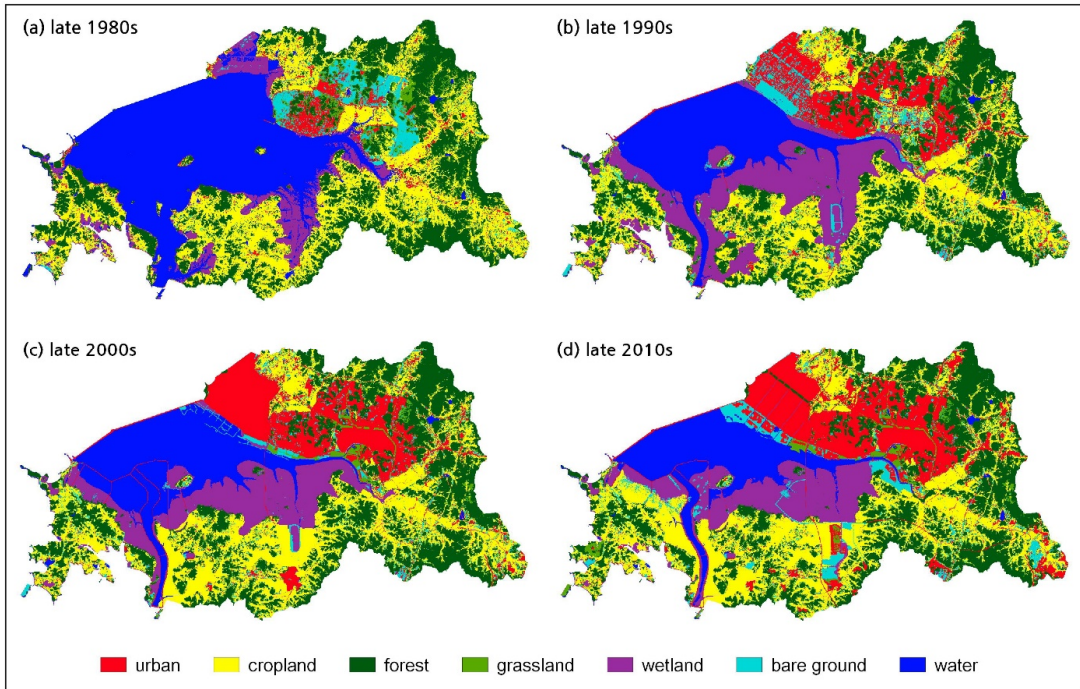 (a) late 1980s
(b) late 1990s
(c) late 2000s
(d) late 2010s
urban cropland forest grassland wetland bare ground water